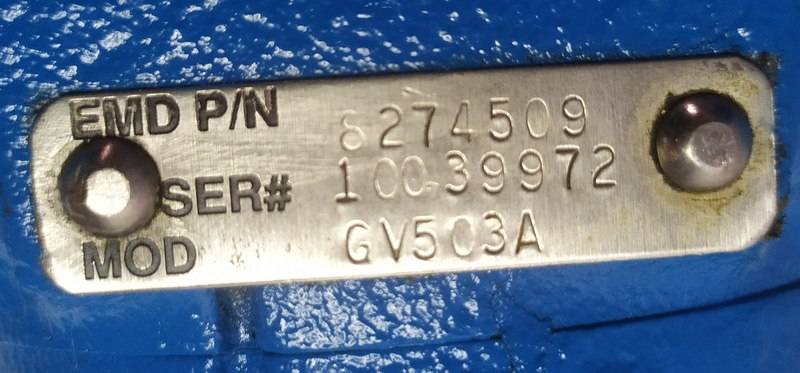 EMD P/N 8274509
SER# 10039972
MOD GV503A